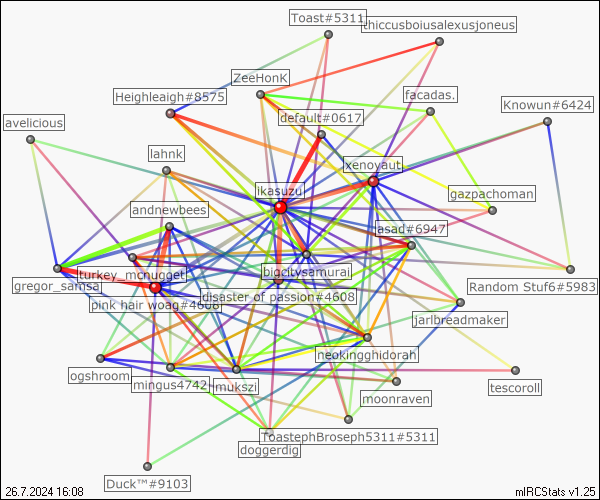 Toast#5311
thiccusboiusalexusjoneus
ZeeHonK
Heighleaigh#8575
facadas.
Knowun#6424
default#0617
avelicious
lahnk
xenoyaut
ikasuzu
gazpachoman
andnewbees
asad#6947
turkey_mcnugget
bigcitysamurai
gregor_samsa
Random Stuf6#5983
disaster of passion#4608
pink hair woag#4608
jarlbreadmaker
neokinghidorah
ogshroom
mingus4742
mukszi
tescoroll
moonraven
ToastephBroseph5311#5311
doggerdig
Duck™#9103
26.7.2024 16:08
mIRCStats v1.25